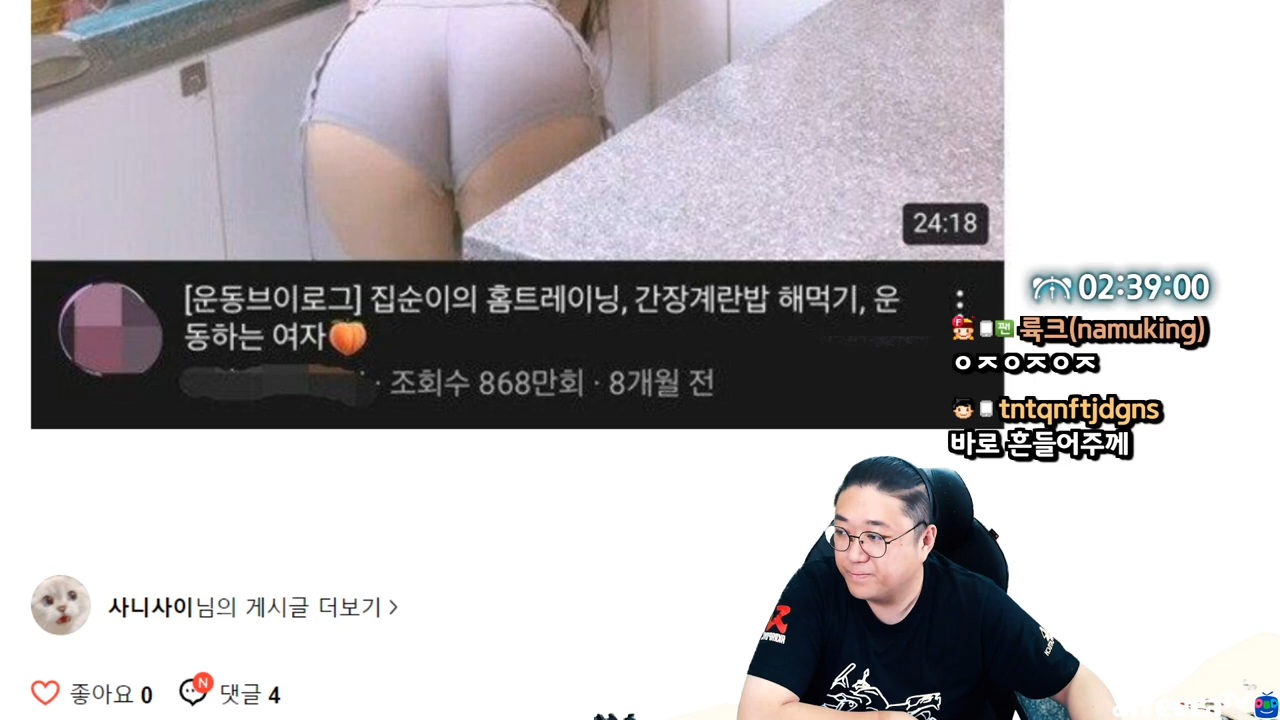 24:18
[운동브이로그] 집순이의 홈트레이닝, 간장계란밥 해먹기, 운
동하는 여자🍑
· 조회수 868만회 · 8개월 전
02:39:00
팬 룩크(namuking)
ㅇㅈㅇㅈㅇㅈ
tntqnftjdgns
바로 흔들어주께
사니사이님의 게시글 더보기 >
좋아요 0 N 댓글 4